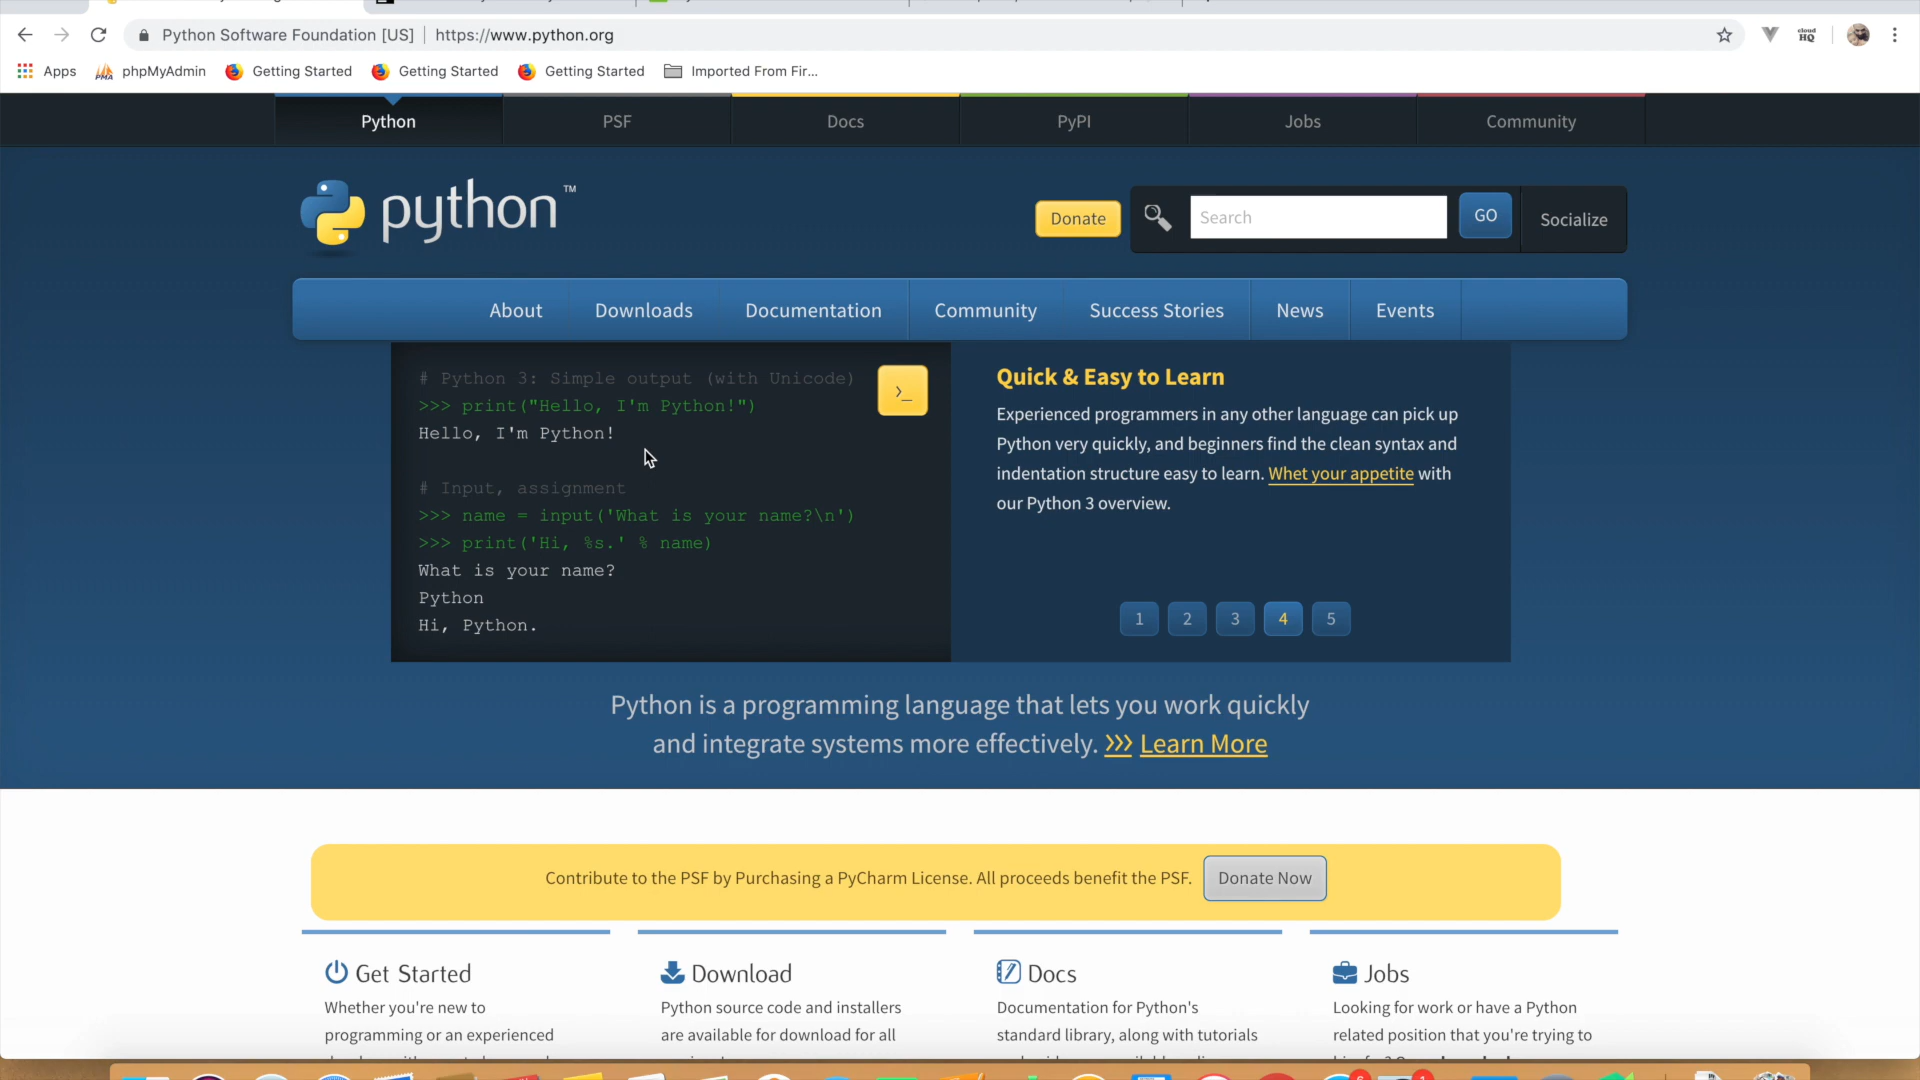 Python Software Foundation [US] https://www.python.org
Apps phpMyAdmin Getting Started Getting Started Getting Started Imported From Fir...
Python PSF Docs PyPI Jobs Community
python™
Donate Search GO Socialize
About Downloads Documentation Community Success Stories News Events
# Python 3: Simple output (with Unicode)
>>> print("Hello, I'm Python!")
Hello, I'm Python!
# Input, assignment
>>> name = input('What is your name?\n')
>>> print('Hi, %s.' % name)
What is your name?
Python
Hi, Python.
>_
Quick & Easy to Learn
Experienced programmers in any other language can pick up
Python very quickly, and beginners find the clean syntax and
indentation structure easy to learn. Whet your appetite with
our Python 3 overview.
1 2 3 4 5
Python is a programming language that lets you work quickly
and integrate systems more effectively. >>> Learn More
Contribute to the PSF by Purchasing a PyCharm License. All proceeds benefit the PSF. Donate Now
Get Started
Whether you're new to
programming or an experienced
Download
Python source code and installers
are available for download for all
Docs
Documentation for Python's
standard library, along with tutorials
Jobs
Looking for work or have a Python
related position that you're trying to